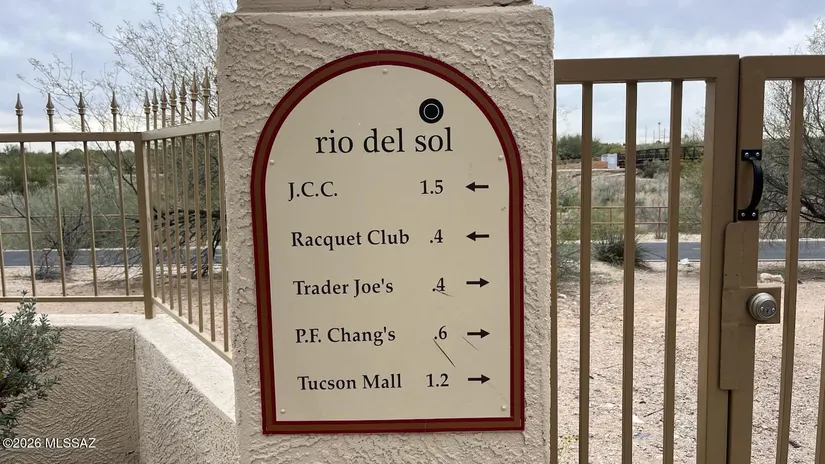 rio del sol
J.C.C. 1.5 ←
Racquet Club .4 ←
Trader Joe's .4 →
P.F. Chang's .6 →
Tucson Mall 1.2 →
©2026 MLSSAZ